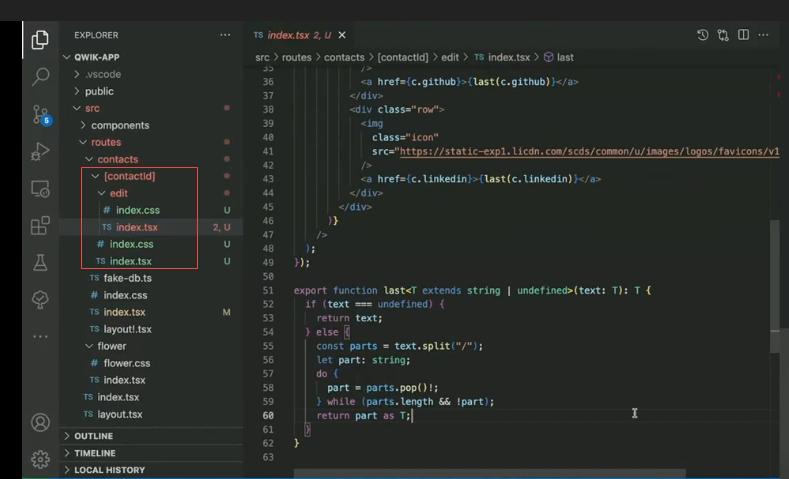 EXPLORER
QWIK-APP
.vscode
public
src
components
routes
contacts
[contactId]
edit
# index.css U
TS index.tsx 2, U
# index.css U
TS index.tsx U
TS fake-db.ts
# index.css
TS index.tsx M
TS layout!.tsx
flower
# flower.css
TS index.tsx
TS index.tsx
TS layout.tsx
OUTLINE
TIMELINE
LOCAL HISTORY
5
TS index.tsx 2, U
src > routes > contacts > [contactId] > edit > TS index.tsx > last
35 />
36 <a href={c.github}>{last(c.github)}</a>
37 </div>
38 <div class="row">
39 <img
40 class="icon"
41 src="https://static-exp1.licdn.com/scds/common/u/images/logos/favicons/v1
42 />
43 <a href={c.linkedin}>{last(c.linkedin)}</a>
44 </div>
45 </div>
46 )}
47 />
48 );
49 });
50
51 export function last<T extends string | undefined>(text: T): T {
52 if (text === undefined) {
53 return text;
54 } else {
55 const parts = text.split("/");
56 let part: string;
57 do {
58 part = parts.pop()!;
59 } while (parts.length && !part);
60 return part as T;
61 }
62 }
63